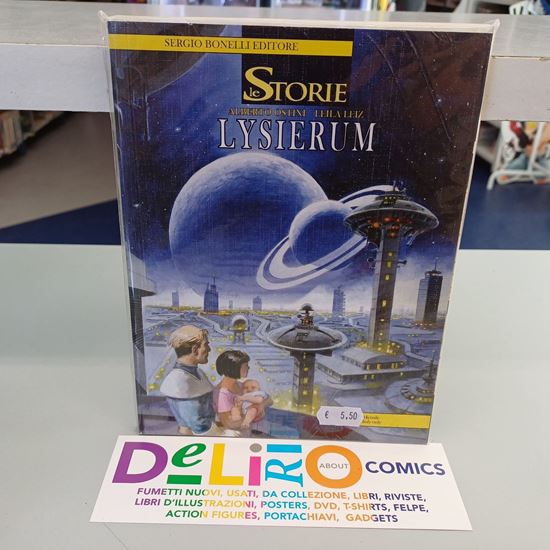 SERGIO BONELLI EDITORE
le STORIE
ALBERTO OSTINI LEILA LEIZ
LYSIERUM
€ 5,50
DeLiRiO
ABOUT
COMICS
FUMETTI NUOVI, USATI, DA COLLEZIONE, LIBRI, RIVISTE,
LIBRI D'ILLUSTRAZIONI, POSTERS, DVD, T-SHIRTS, FELPE,
ACTION FIGURES, PORTACHIAVI, GADGETS